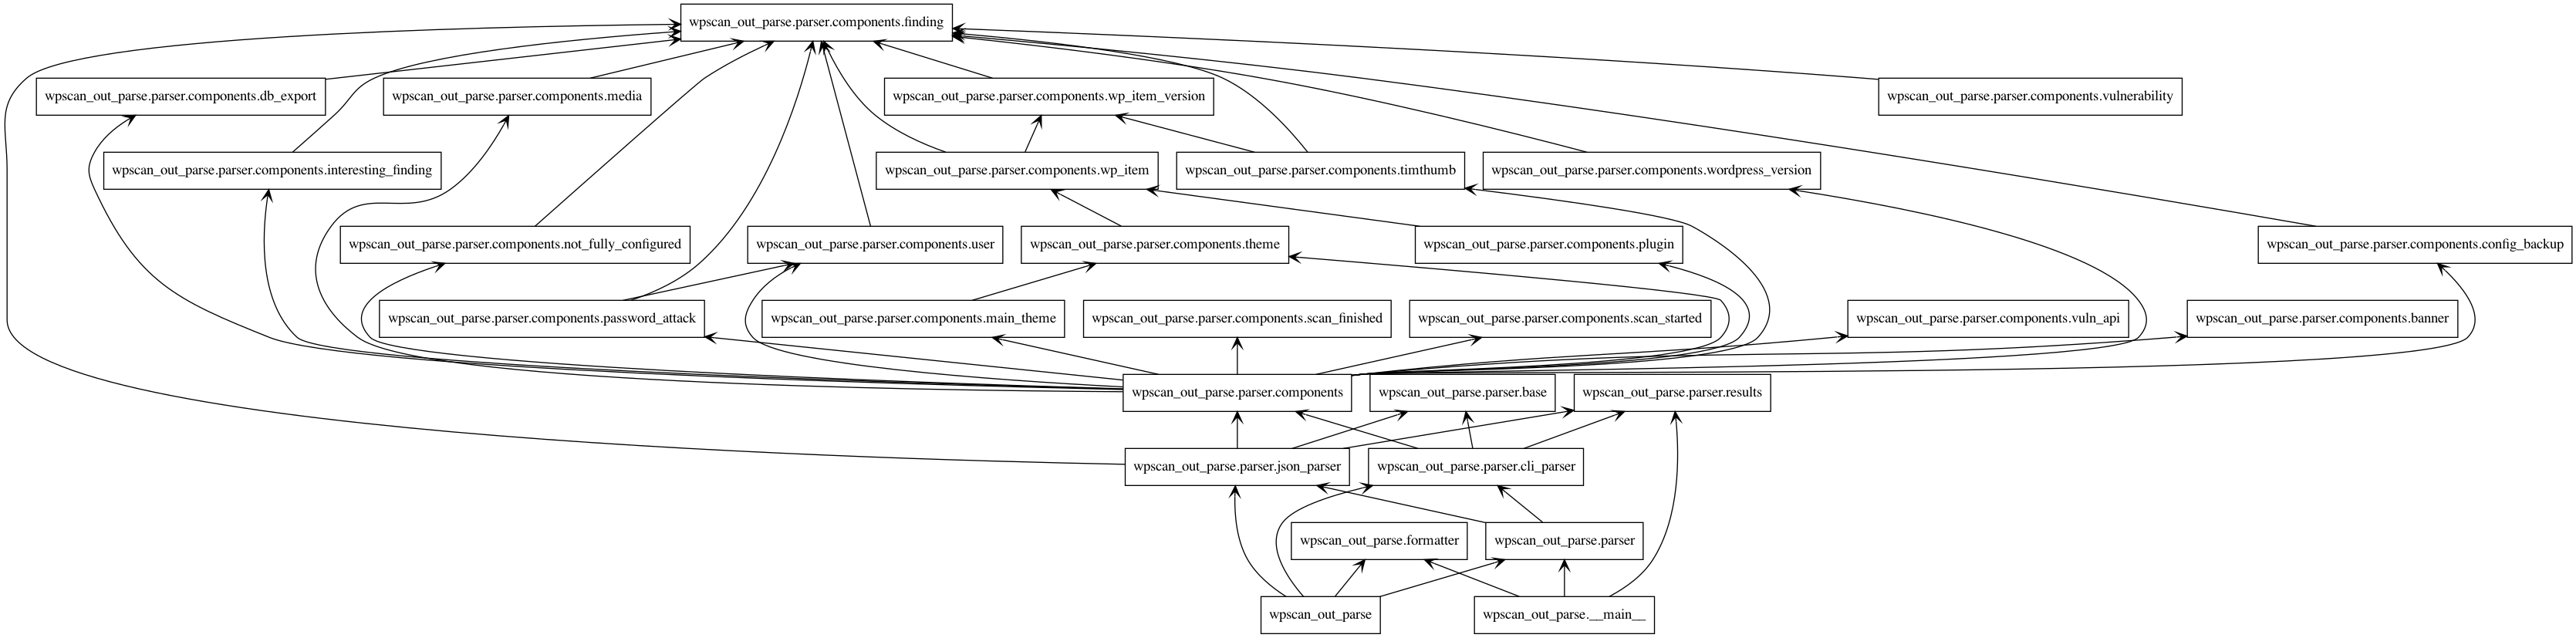 wpscan_out_parse.parser.components.finding
wpscan_out_parse.parser.components.db_export
wpscan_out_parse.parser.components.media
wpscan_out_parse.parser.components.wp_item_version
wpscan_out_parse.parser.components.vulnerability
wpscan_out_parse.parser.components.interesting_finding
wpscan_out_parse.parser.components.wp_item
wpscan_out_parse.parser.components.timthumb
wpscan_out_parse.parser.components.wordpress_version
wpscan_out_parse.parser.components.not_fully_configured
wpscan_out_parse.parser.components.user
wpscan_out_parse.parser.components.theme
wpscan_out_parse.parser.components.plugin
wpscan_out_parse.parser.components.config_backup
wpscan_out_parse.parser.components.password_attack
wpscan_out_parse.parser.components.main_theme
wpscan_out_parse.parser.components.scan_finished
wpscan_out_parse.parser.components.scan_started
wpscan_out_parse.parser.components.vuln_api
wpscan_out_parse.parser.components.banner
wpscan_out_parse.parser.components
wpscan_out_parse.parser.base
wpscan_out_parse.parser.results
wpscan_out_parse.parser.json_parser
wpscan_out_parse.parser.cli_parser
wpscan_out_parse.formatter
wpscan_out_parse.parser
wpscan_out_parse
wpscan_out_parse.__main__